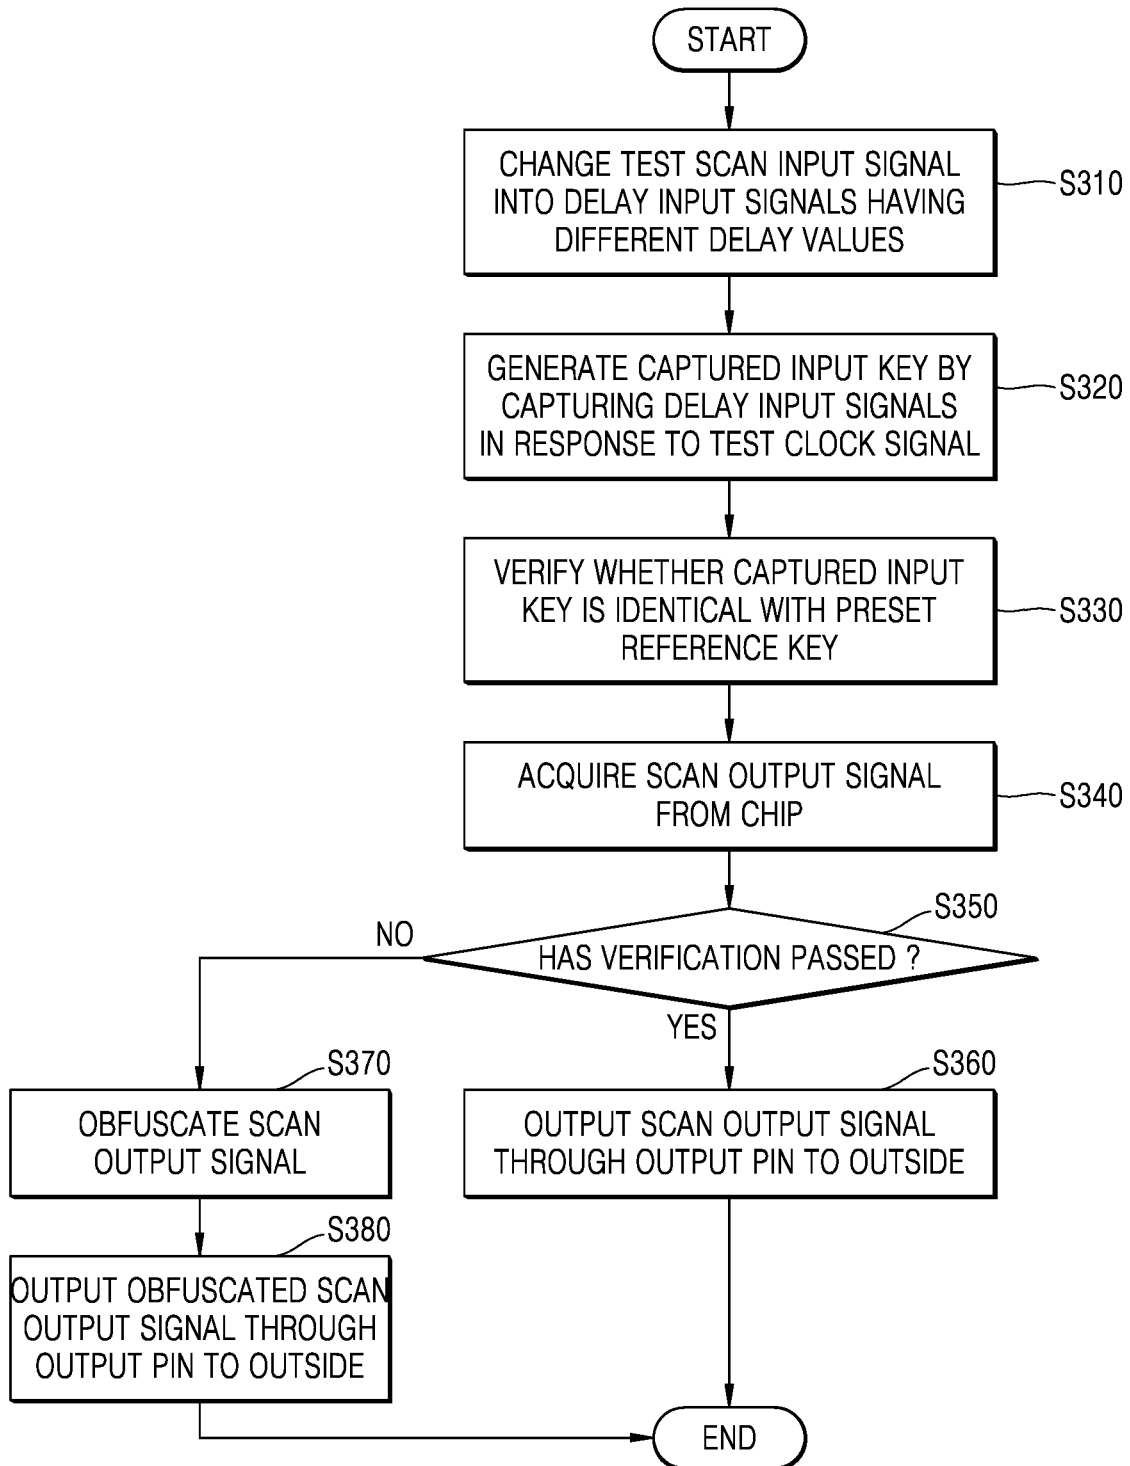 START
CHANGE TEST SCAN INPUT SIGNAL
INTO DELAY INPUT SIGNALS HAVING
DIFFERENT DELAY VALUES
S310
GENERATE CAPTURED INPUT KEY BY
CAPTURING DELAY INPUT SIGNALS
IN RESPONSE TO TEST CLOCK SIGNAL
S320
VERIFY WHETHER CAPTURED INPUT
KEY IS IDENTICAL WITH PRESET
REFERENCE KEY
S330
ACQUIRE SCAN OUTPUT SIGNAL
FROM CHIP
S340
S350
HAS VERIFICATION PASSED ?
NO
YES
S370
OBFUSCATE SCAN
OUTPUT SIGNAL
S360
OUTPUT SCAN OUTPUT SIGNAL
THROUGH OUTPUT PIN TO OUTSIDE
S380
OUTPUT OBFUSCATED SCAN
OUTPUT SIGNAL THROUGH
OUTPUT PIN TO OUTSIDE
END